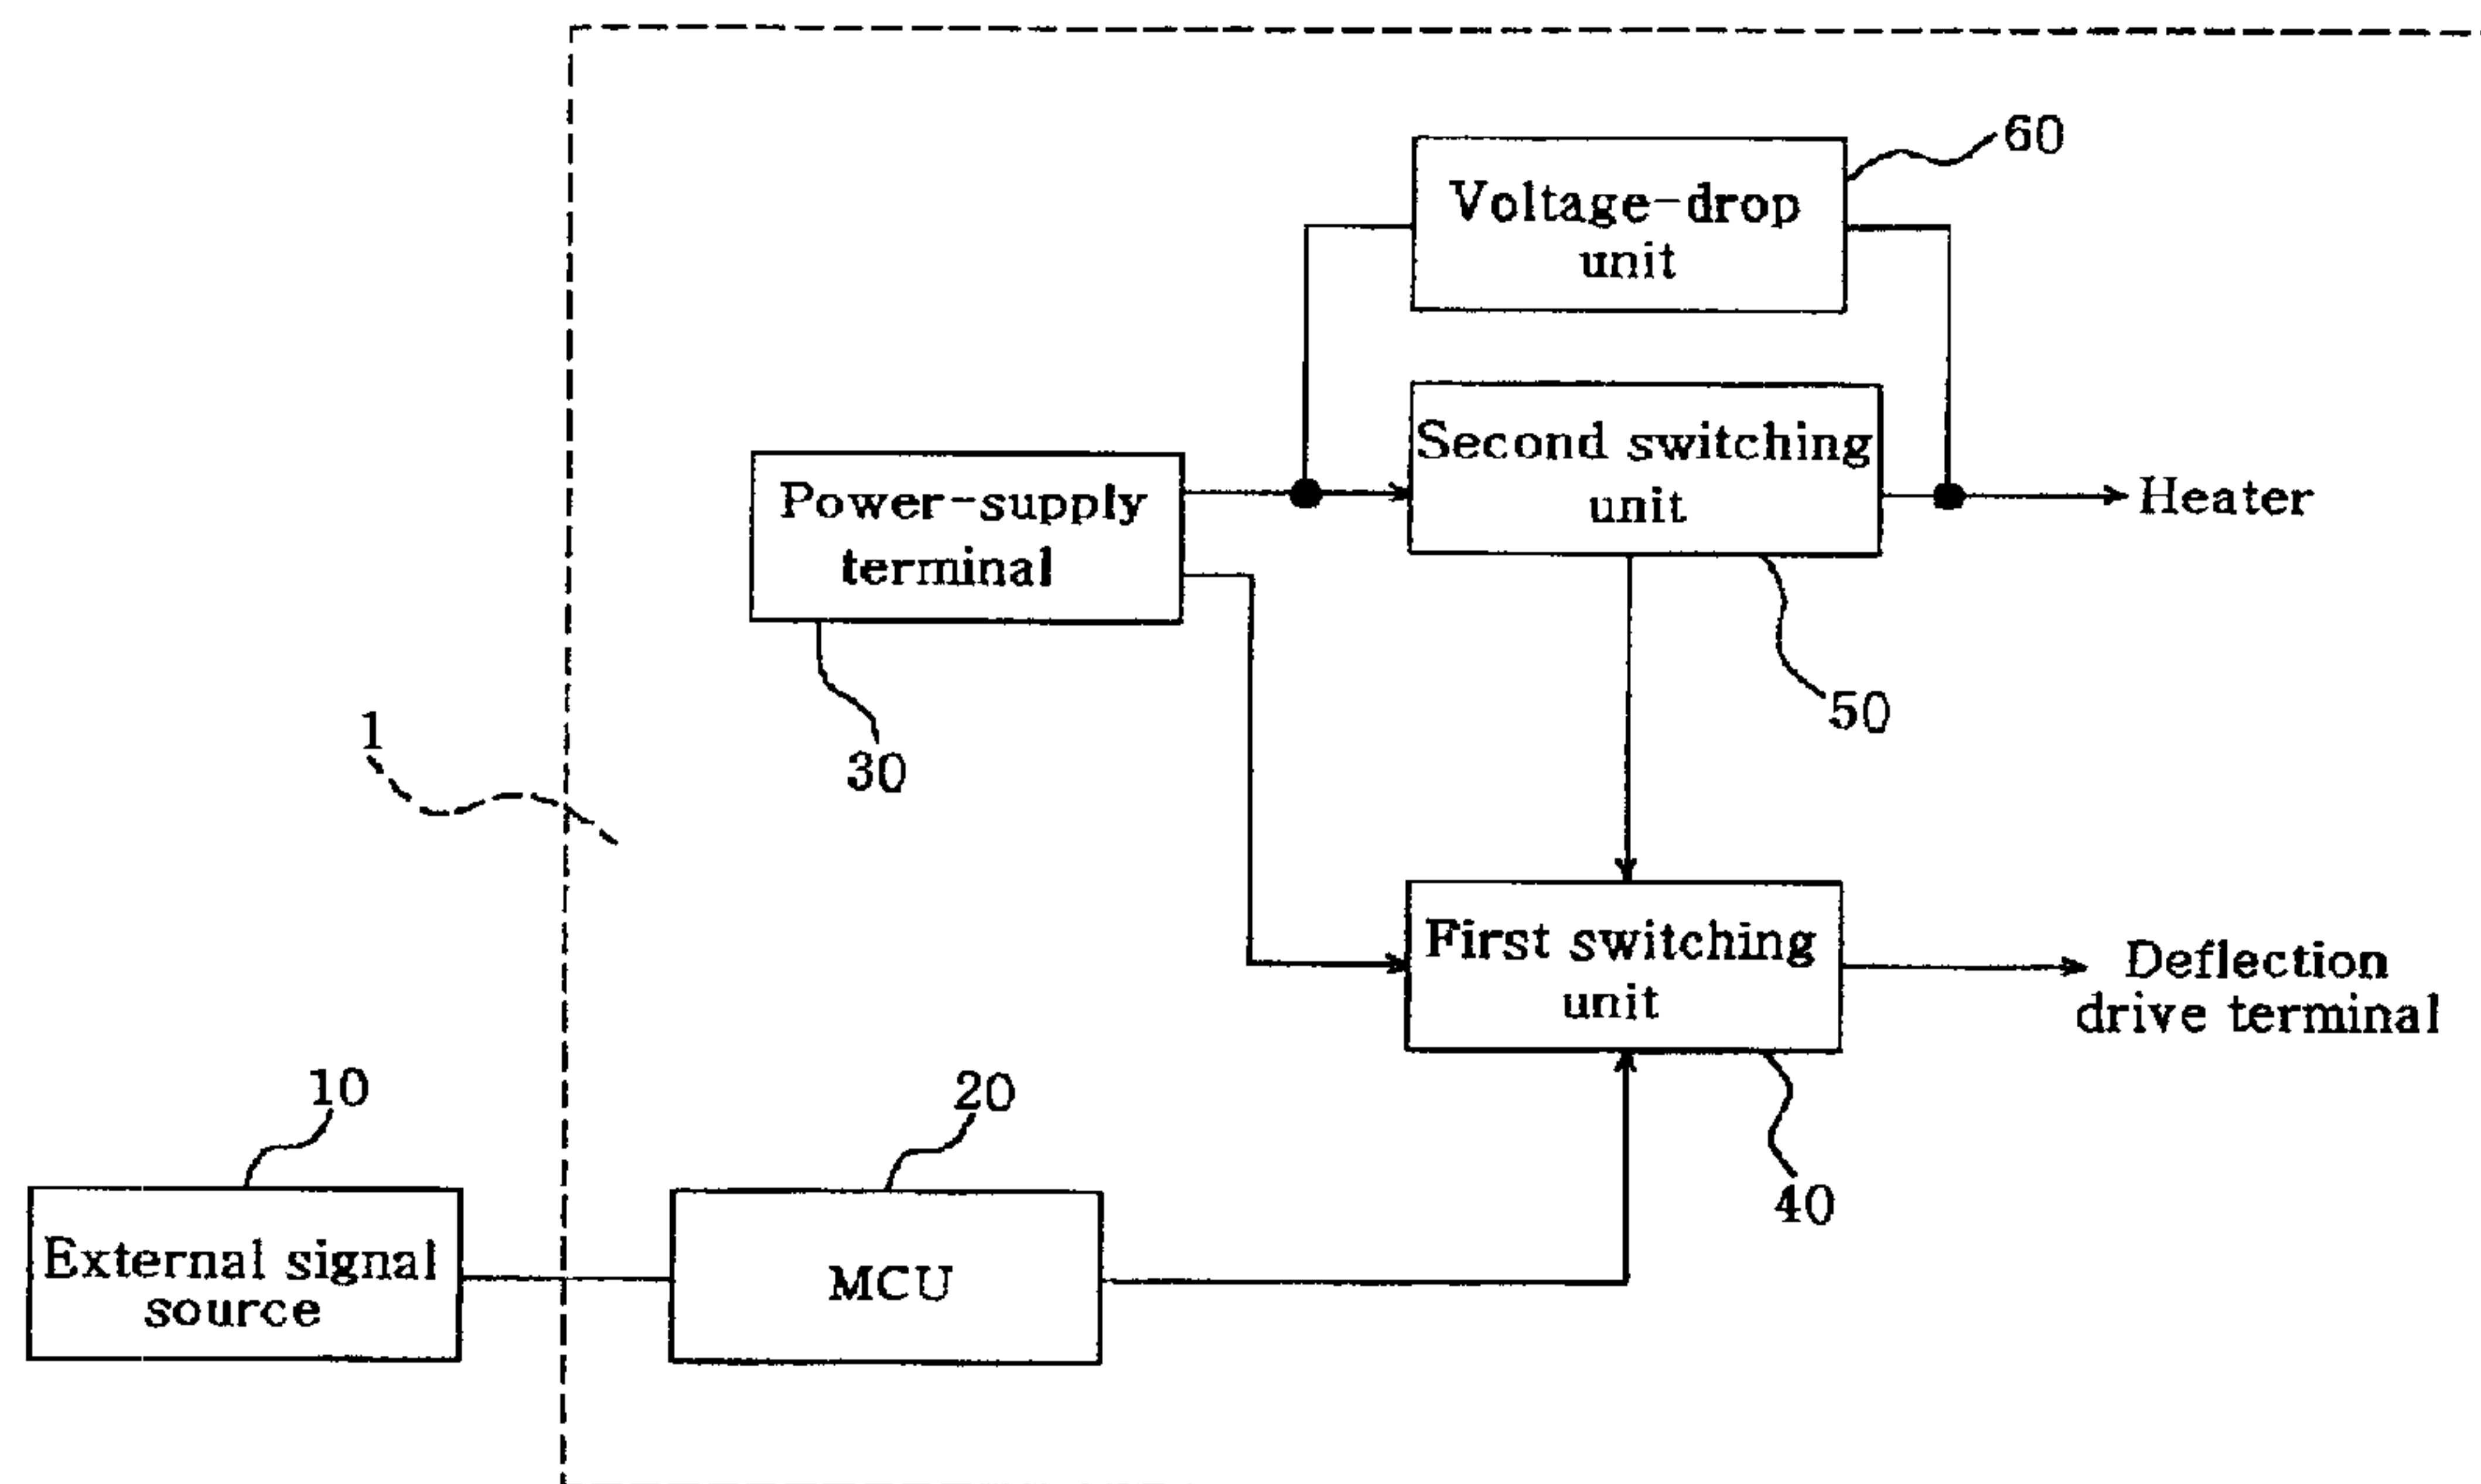 60
Voltage-drop
unit
Second switching
unit
Power-supply
terminal
Heater
50
1
30
First switching
unit
Deflection
drive terminal
10
20
40
External signal
source
MCU